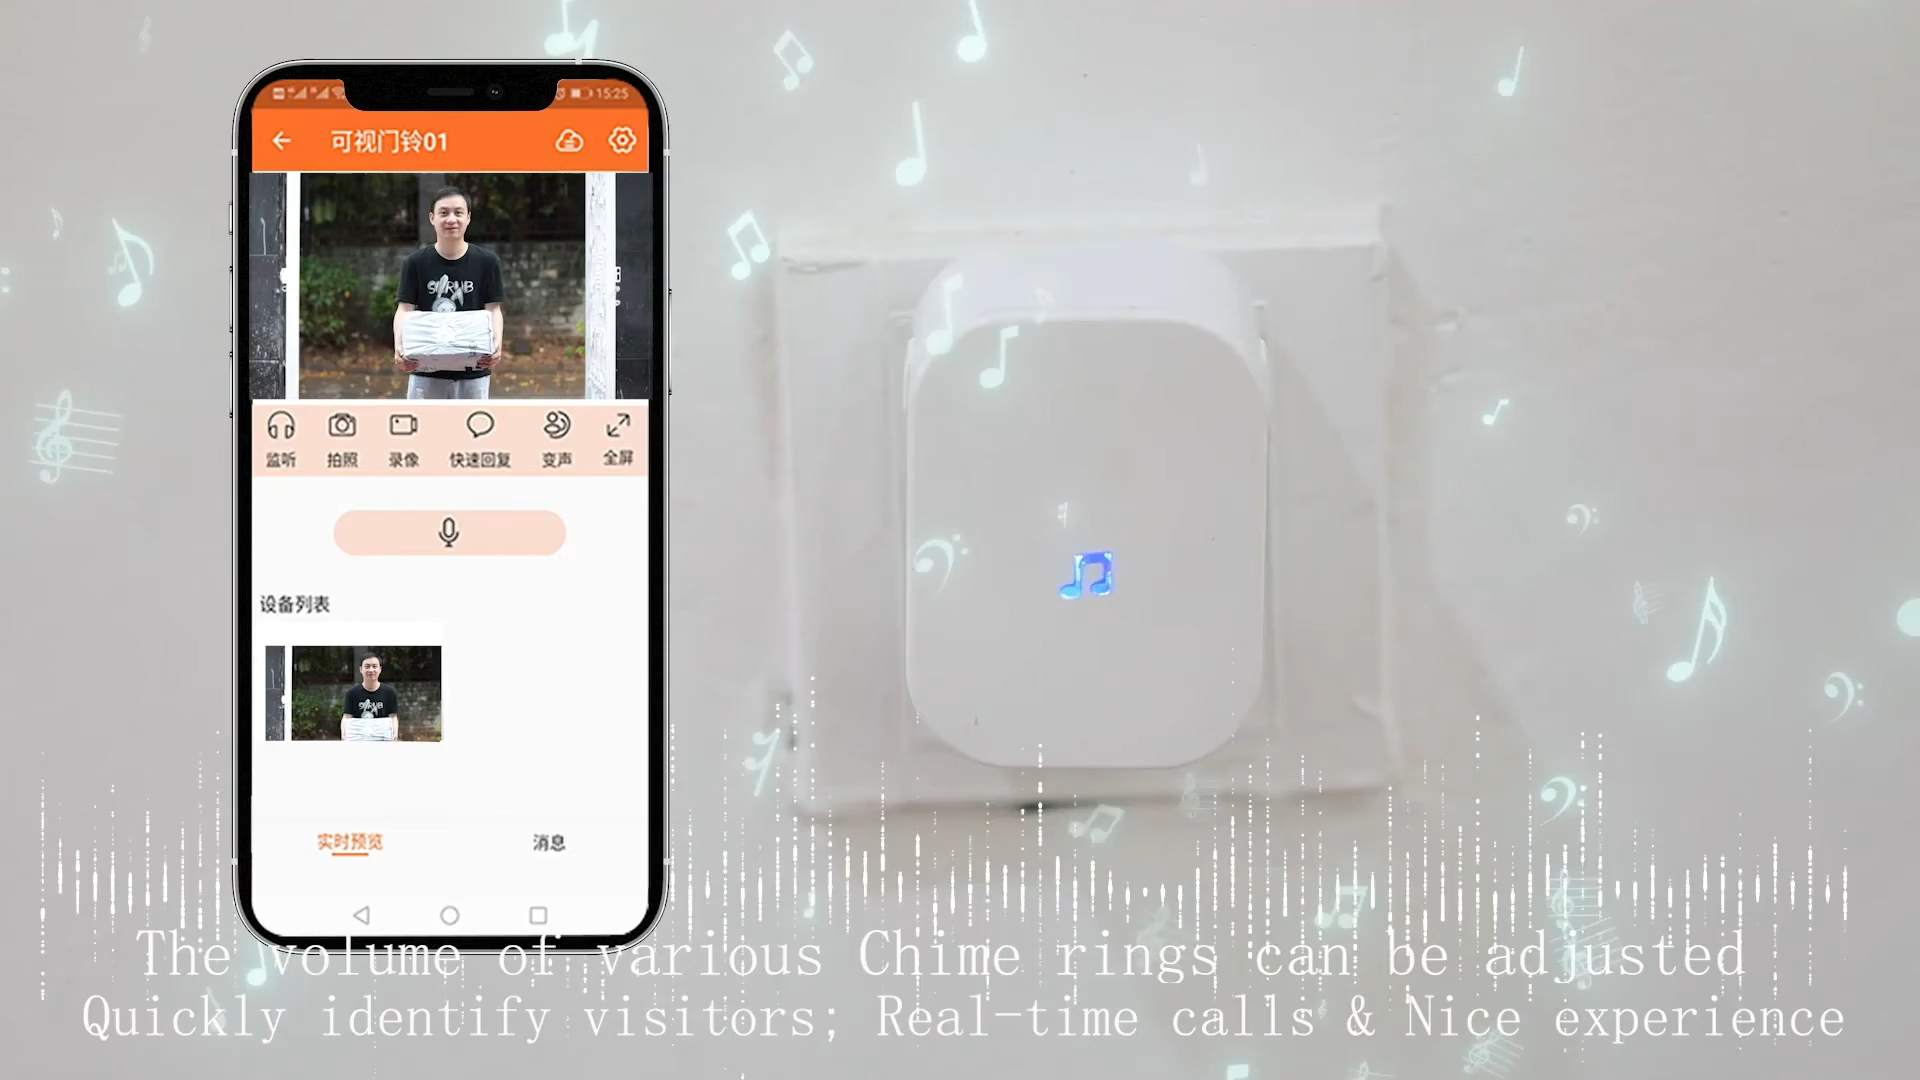 15:25
可视门铃01
监听 拍照 录像 快速回复 变声 全屏
设备列表
实时预览 消息
The volume of various Chime rings can be adjusted
Quickly identify visitors; Real-time calls & Nice experience